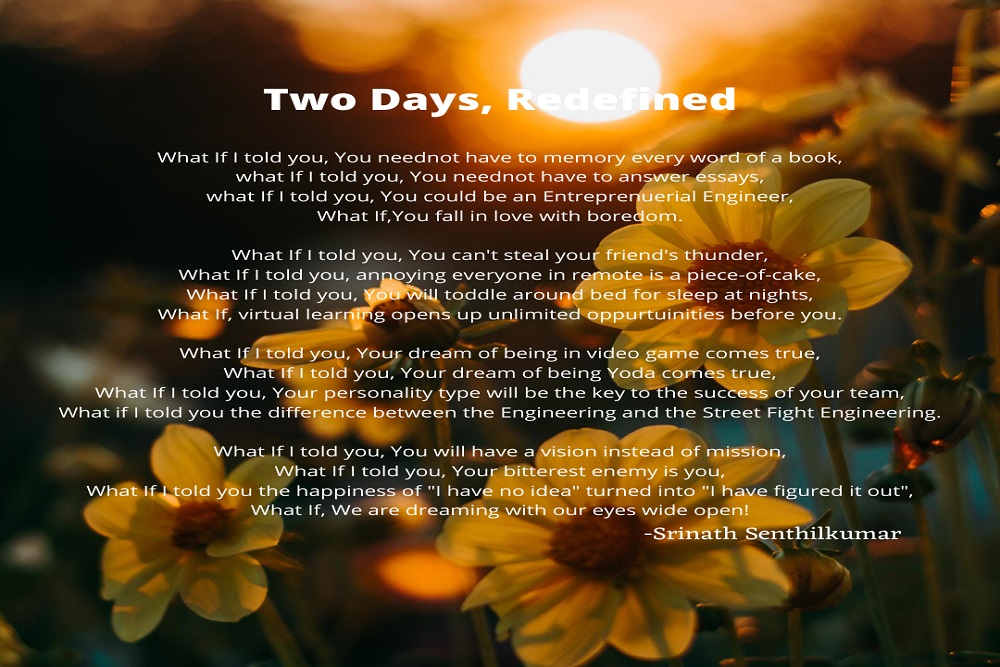 Two Days, Redefined
What If I told you, You neednot have to memory every word of a book,
what If I told you, You neednot have to answer essays,
what If I told you, You could be an Entreprenuerial Engineer,
What If,You fall in love with boredom.
What If I told you, You can't steal your friend's thunder,
What If I told you, annoying everyone in remote is a piece-of-cake,
What If I told you, You will toddle around bed for sleep at nights,
What If, virtual learning opens up unlimited oppurtuinities before you.
What If I told you, Your dream of being in video game comes true,
What If I told you, Your dream of being Yoda comes true,
What If I told you, Your personality type will be the key to the success of your team,
What if I told you the difference between the Engineering and the Street Fight Engineering.
What If I told you, You will have a vision instead of mission,
What If I told you, Your bitterest enemy is you,
What If I told you the happiness of "I have no idea" turned into "I have figured it out",
What If, We are dreaming with our eyes wide open!
-Srinath Senthilkumar